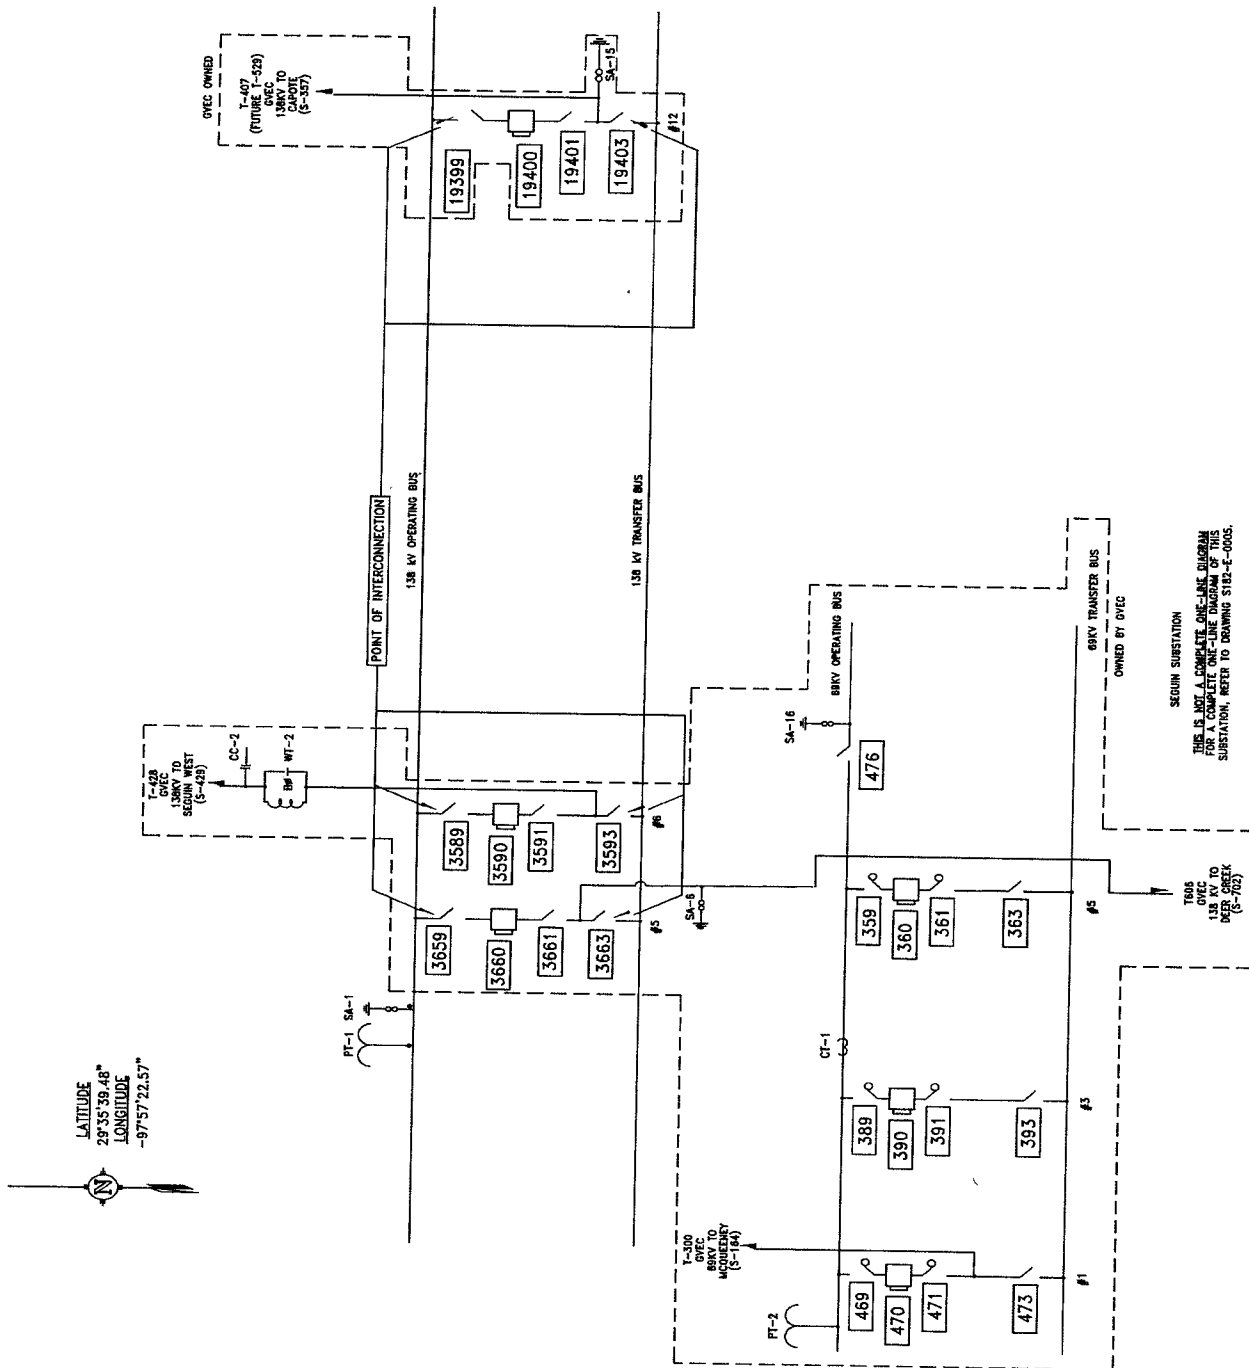 GVEC OWNED
T-407
(FUTURE T-529)
GVEC
138KV TO
CAPOTE
(S-357)
SA-15
#12
19399
19400
19401
19403
POINT OF INTERCONNECTION
138 KV OPERATING BUS
138 KV TRANSFER BUS
T-428
GVEC
138KV TO
SEGUIN WEST
(S-429)
CC-2
WT-2
3589
3590
3591
3593
#6
3659
3660
3661
3663
#5
SA-6
PT-1
SA-1
LATITUDE
29°35'39.48"
LONGITUDE
-97°57'22.57"
N
SA-16
69KV OPERATING BUS
476
69KV TRANSFER BUS
OWNED BY GVEC
359
360
361
363
#5
T606
GVEC
138 KV TO
DEER CREEK
(S-702)
CT-1
389
390
391
393
#3
T-300
GVEC
69KV TO
MCQUEENEY
(S-184)
PT-2
469
470
471
473
#1
SEGUIN SUBSTATION
THIS IS NOT A COMPLETE ONE-LINE DIAGRAM
FOR A COMPLETE ONE-LINE DIAGRAM OF THIS
SUBSTATION, REFER TO DRAWING S182-E-0005.